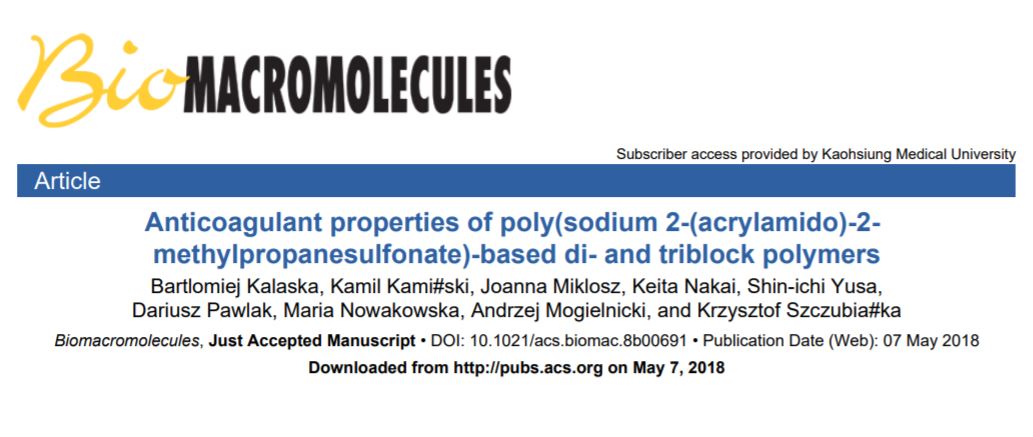 BioMACROMOLECULES
Subscriber access provided by Kaohsiung Medical University
Article
Anticoagulant properties of poly(sodium 2-(acrylamido)-2-
methylpropanesulfonate)-based di- and triblock polymers
Bartlomiej Kalaska, Kamil Kami#ski, Joanna Miklosz, Keita Nakai, Shin-ichi Yusa,
Dariusz Pawlak, Maria Nowakowska, Andrzej Mogielnicki, and Krzysztof Szczubia#ka
Biomacromolecules, Just Accepted Manuscript • DOI: 10.1021/acs.biomac.8b00691 • Publication Date (Web): 07 May 2018
Downloaded from http://pubs.acs.org on May 7, 2018